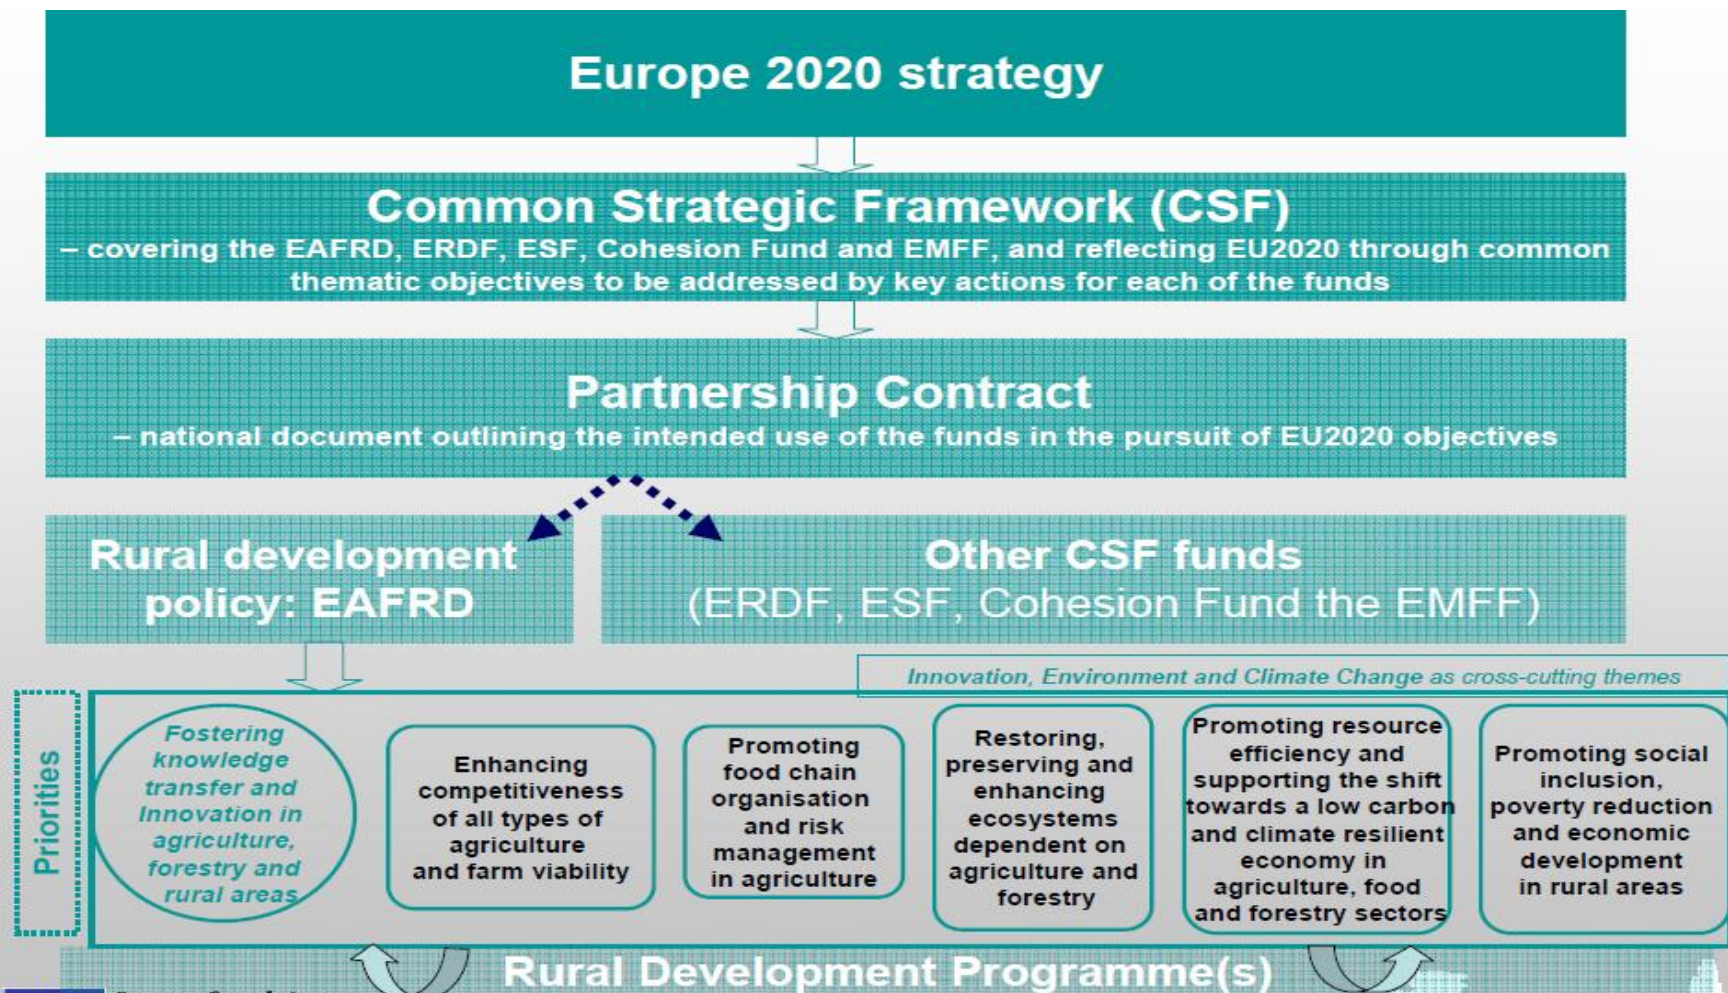 Europe 2020 strategy
Common Strategic Framework (CSF)
– covering the EAFRD, ERDF, ESF, Cohesion Fund and EMFF, and reflecting EU2020 through common
thematic objectives to be addressed by key actions for each of the funds
Partnership Contract
– national document outlining the intended use of the funds in the pursuit of EU2020 objectives
Rural development
policy: EAFRD
Other CSF funds
(ERDF, ESF, Cohesion Fund the EMFF)
Innovation, Environment and Climate Change as cross-cutting themes
Priorities
Fostering
knowledge
transfer and
Innovation in
agriculture,
forestry and
rural areas
Enhancing
competitiveness
of all types of
agriculture
and farm viability
Promoting
food chain
organisation
and risk
management
in agriculture
Restoring,
preserving and
enhancing
ecosystems
dependent on
agriculture and
forestry
Promoting resource
efficiency and
supporting the shift
towards a low carbon
and climate resilient
economy in
agriculture, food
and forestry sectors
Promoting social
inclusion,
poverty reduction
and economic
development
in rural areas
Rural Development Programme(s)